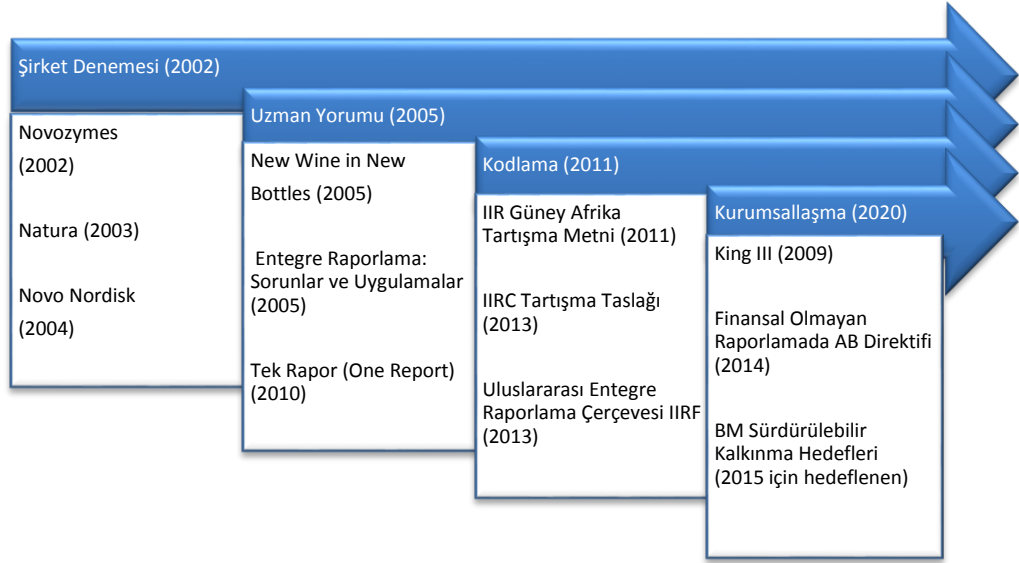 Şirket Denemesi (2002)
Novozymes
(2002)
Natura (2003)
Novo Nordisk
(2004)
Uzman Yorumu (2005)
New Wine in New
Bottles (2005)
Entegre Raporlama:
Sorunlar ve Uygulamalar
(2005)
Tek Rapor (One Report)
(2010)
Kodlama (2011)
IIR Güney Afrika
Tartışma Metni (2011)
IIRC Tartışma Taslağı
(2013)
Uluslararası Entegre
Raporlama Çerçevesi IIRF
(2013)
Kurumsallaşma (2020)
King III (2009)
Finansal Olmayan
Raporlamada AB Direktifi
(2014)
BM Sürdürülebilir
Kalkınma Hedefleri
(2015 için hedeflenen)